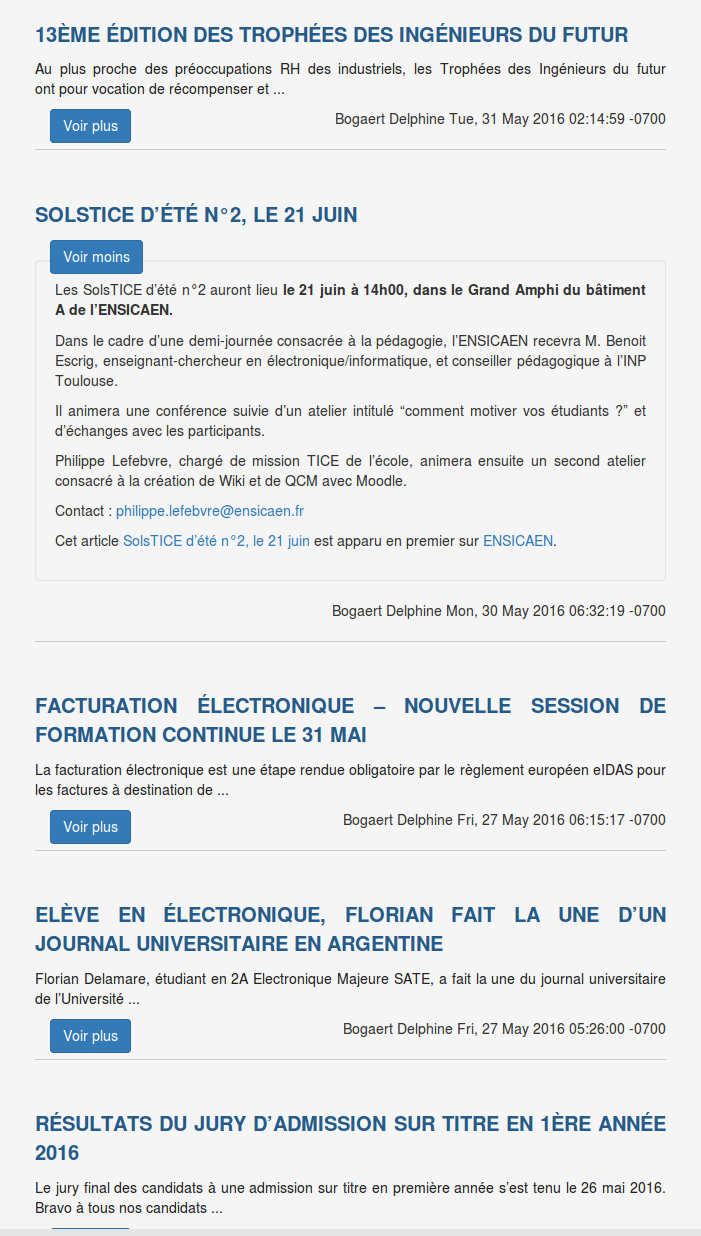 13ÈME ÉDITION DES TROPHÉES DES INGÉNIEURS DU FUTUR
Au plus proche des préoccupations RH des industriels, les Trophées des Ingénieurs du futur
ont pour vocation de récompenser et ...
Voir plus
Bogaert Delphine Tue, 31 May 2016 02:14:59 -0700
SOLSTICE D’ÉTÉ N°2, LE 21 JUIN
Voir moins
Les SolsTICE d’été n°2 auront lieu le 21 juin à 14h00, dans le Grand Amphi du bâtiment
A de l’ENSICAEN.
Dans le cadre d’une demi-journée consacrée à la pédagogie, l’ENSICAEN recevra M. Benoit
Escrig, enseignant-chercheur en électronique/informatique, et conseiller pédagogique à l’INP
Toulouse.
Il animera une conférence suivie d’un atelier intitulé “comment motiver vos étudiants ?” et
d’échanges avec les participants.
Philippe Lefebvre, chargé de mission TICE de l’école, animera ensuite un second atelier
consacré à la création de Wiki et de QCM avec Moodle.
Contact : philippe.lefebvre@ensicaen.fr
Cet article SolsTICE d’été n°2, le 21 juin est apparu en premier sur ENSICAEN.
Bogaert Delphine Mon, 30 May 2016 06:32:19 -0700
FACTURATION ÉLECTRONIQUE – NOUVELLE SESSION DE
FORMATION CONTINUE LE 31 MAI
La facturation électronique est une étape rendue obligatoire par le règlement européen eIDAS pour
les factures à destination de ...
Voir plus
Bogaert Delphine Fri, 27 May 2016 06:15:17 -0700
ELÈVE EN ÉLECTRONIQUE, FLORIAN FAIT LA UNE D’UN
JOURNAL UNIVERSITAIRE EN ARGENTINE
Florian Delamare, étudiant en 2A Electronique Majeure SATE, a fait la une du journal universitaire
de l’Université ...
Voir plus
Bogaert Delphine Fri, 27 May 2016 05:26:00 -0700
RÉSULTATS DU JURY D’ADMISSION SUR TITRE EN 1ÈRE ANNÉE
2016
Le jury final des candidats à une admission sur titre en première année s’est tenu le 26 mai 2016.
Bravo à tous nos candidats ...